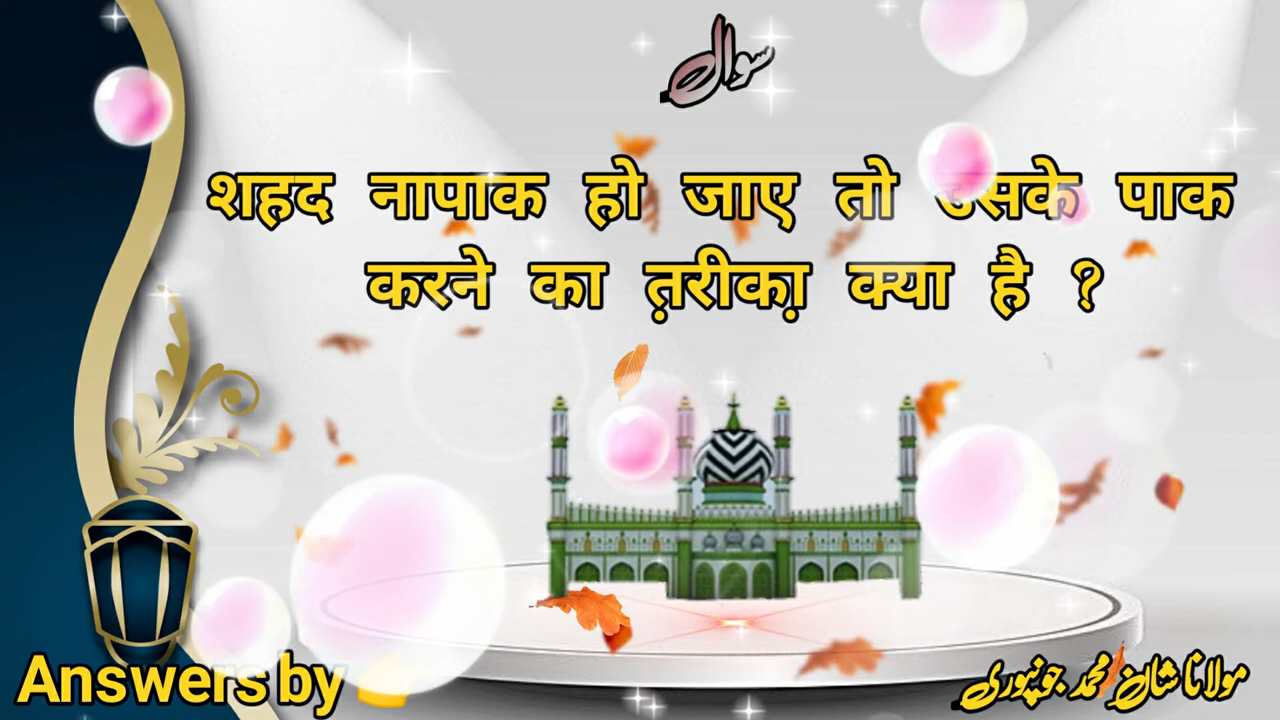 سوال
शहद नापाक हो जाए तो उसके पाक
करने का त़रीक़ा क्या है ?
Answers by
مولانا شان محمد جونپوری